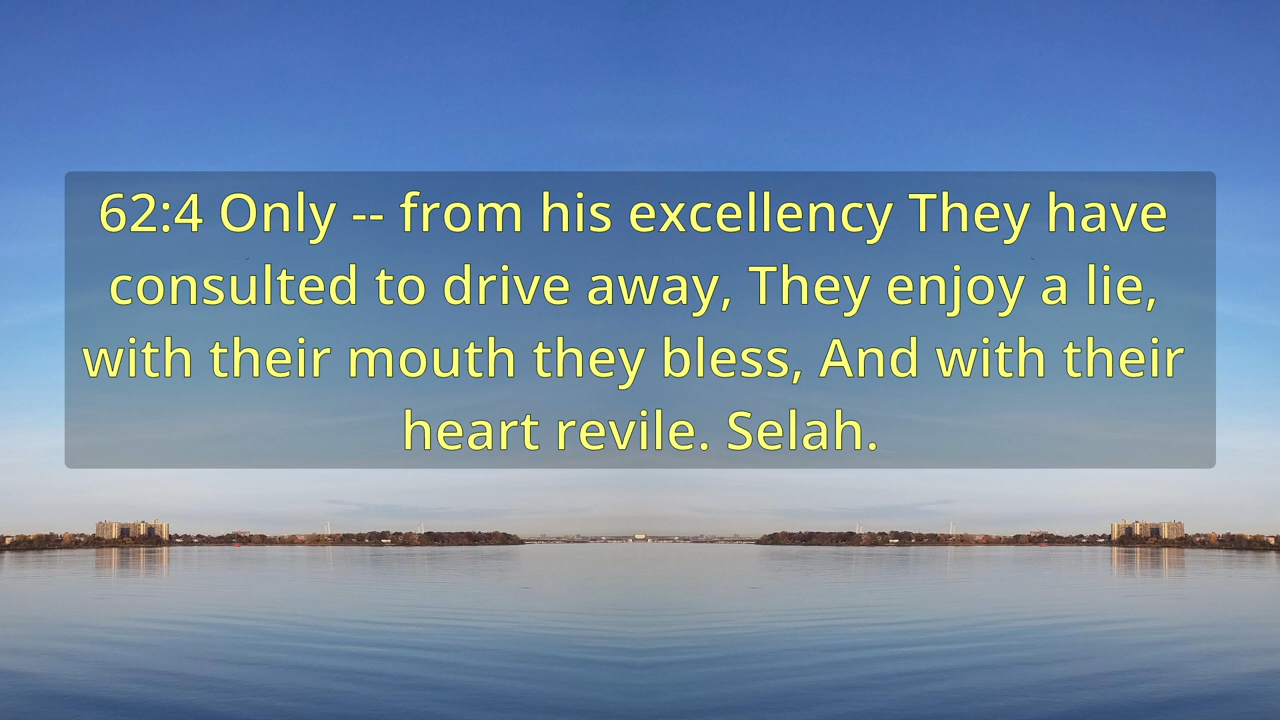 62:4 Only -- from his excellency They have
consulted to drive away, They enjoy a lie,
with their mouth they bless, And with their
heart revile. Selah.